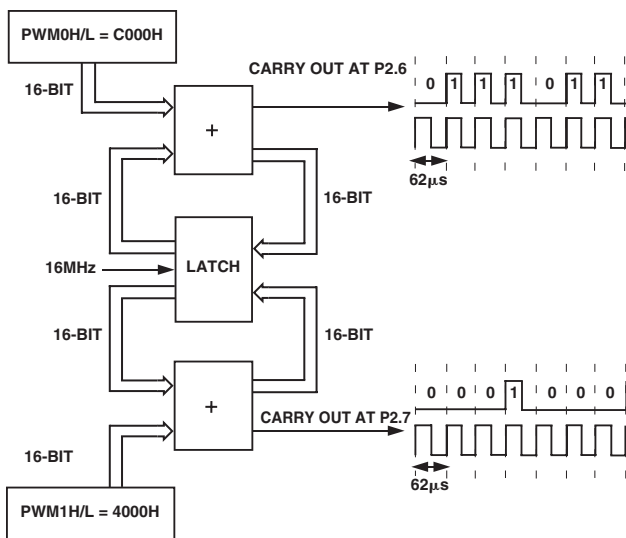 PWM0H/L = C000H
16-BIT
CARRY OUT AT P2.6
0 1 1 1 0 1 1
+
62µs
16-BIT
16-BIT
16MHz
LATCH
16-BIT
16-BIT
0 0 0 1 0 0 0
+
CARRY OUT AT P2.7
16-BIT
62µs
PWM1H/L = 4000H